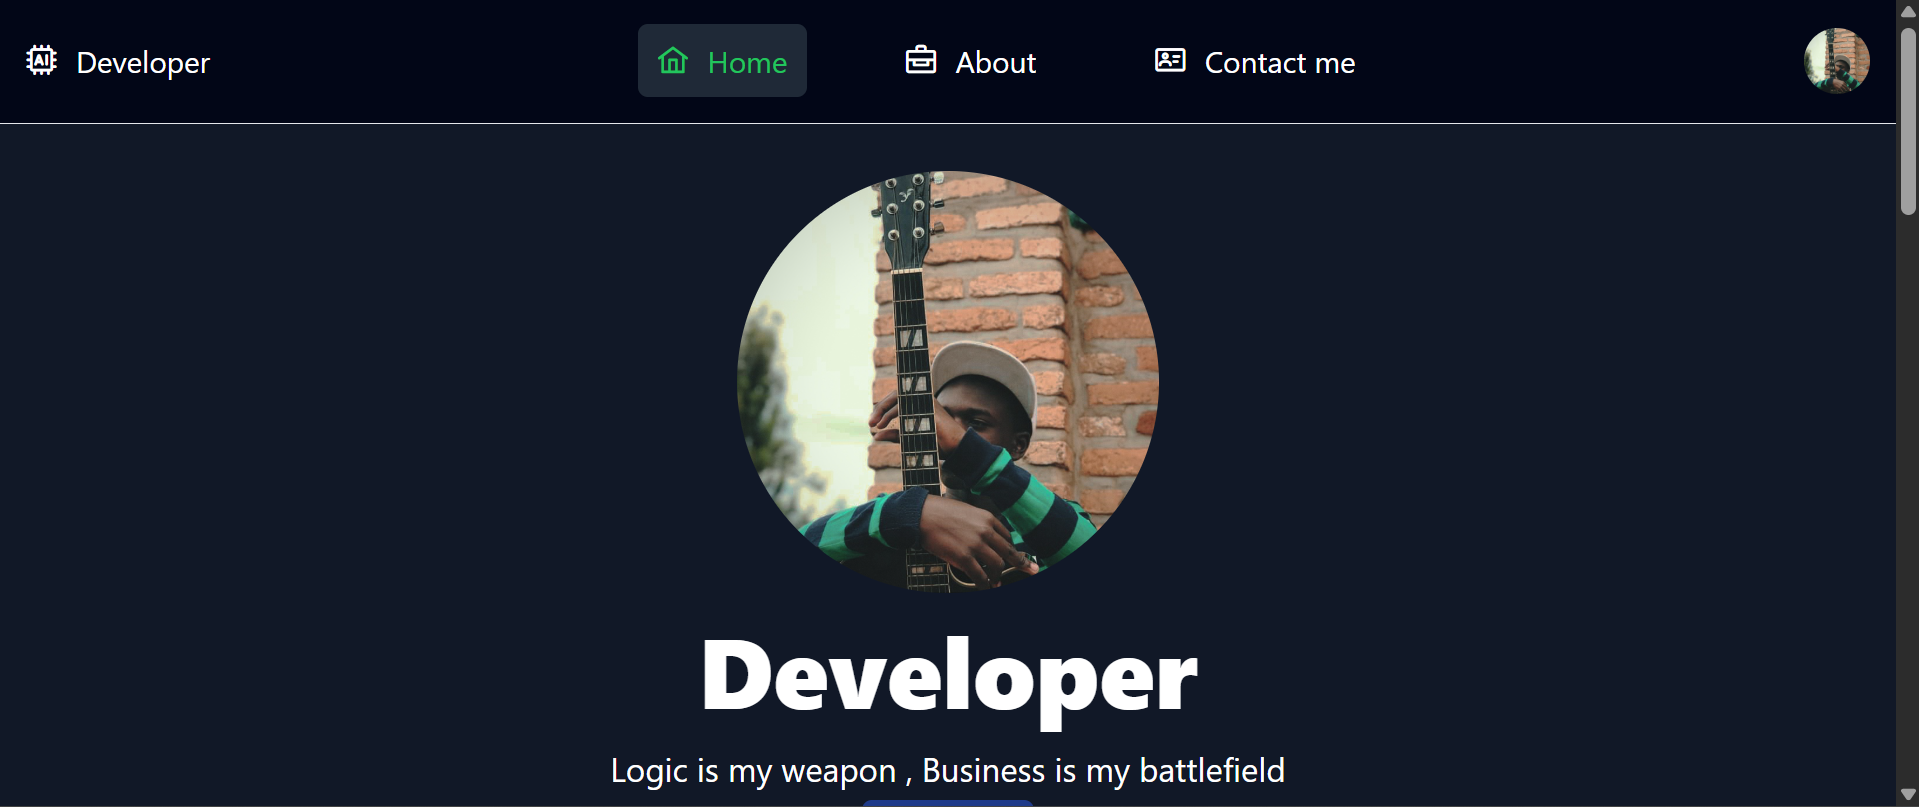 AI Developer
Home
About
Contact me
Developer
Logic is my weapon , Business is my battlefield